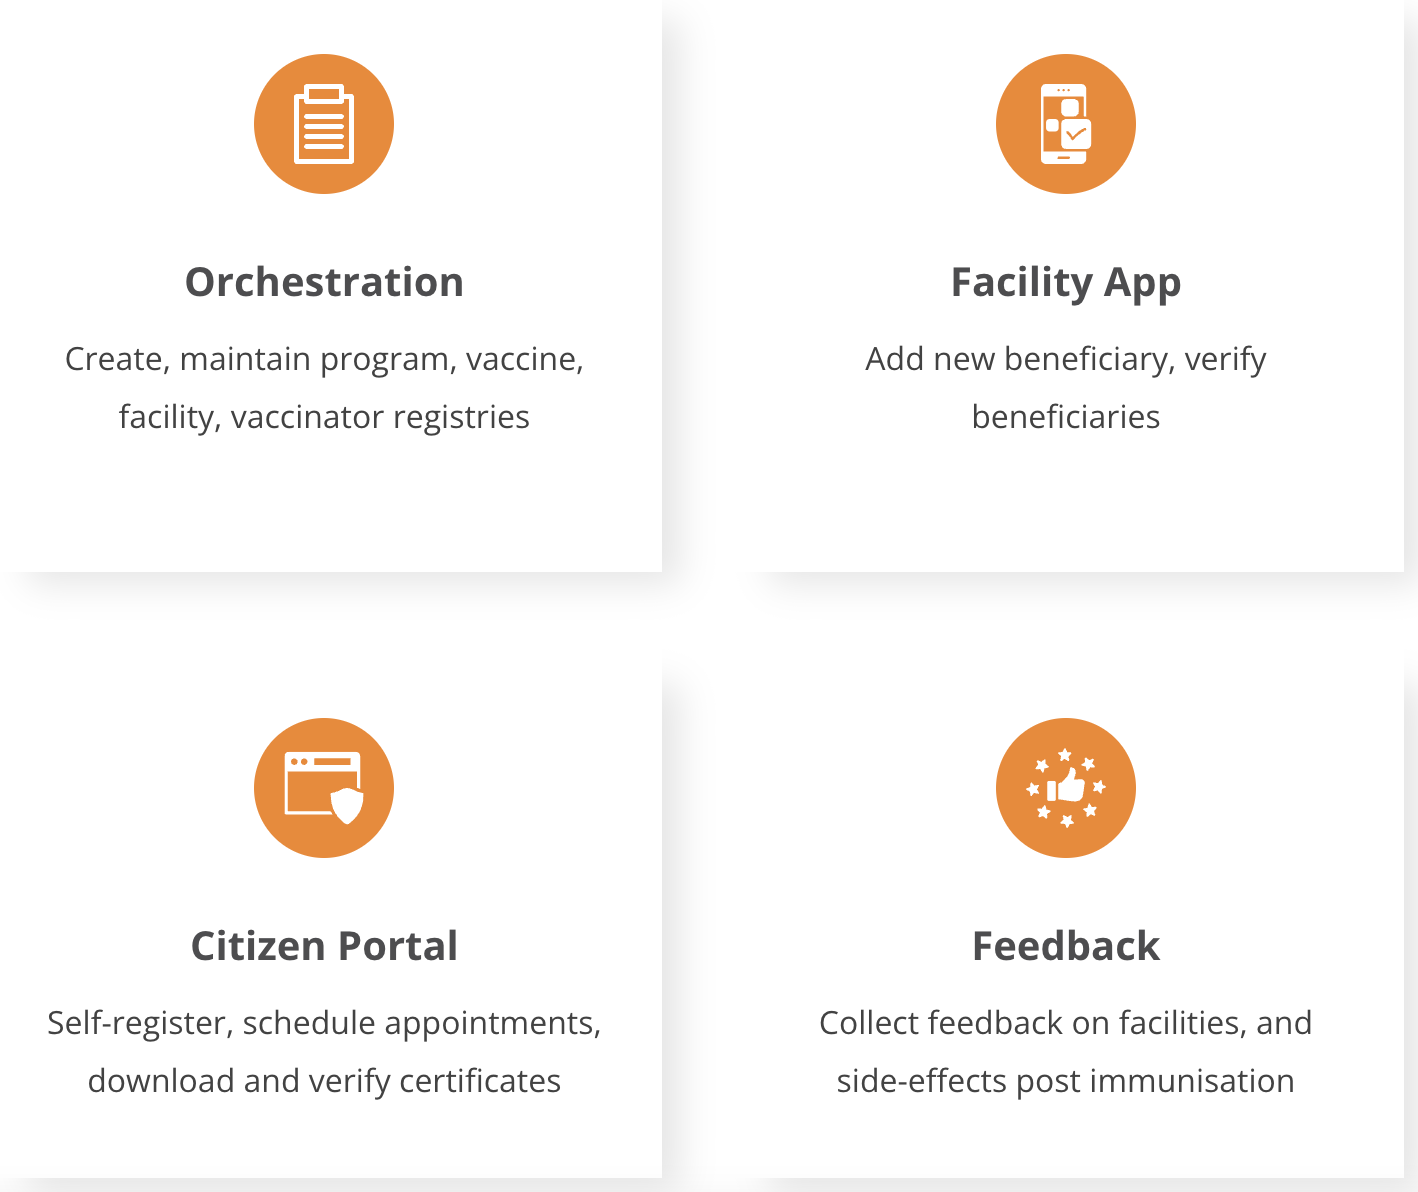 Orchestration
Create, maintain program, vaccine,
facility, vaccinator registries
Facility App
Add new beneficiary, verify
beneficiaries
Citizen Portal
Self-register, schedule appointments,
download and verify certificates
Feedback
Collect feedback on facilities, and
side-effects post immunisation